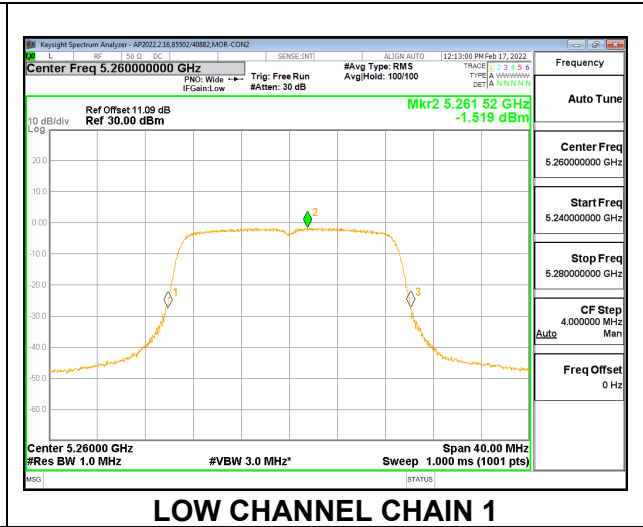 Keysight Spectrum Analyzer - AP2022.2.16,85502/40882,MOR-CON2
LXI L RF 50 Ω DC SENSE:INT ALIGN AUTO 12:13:00 PM Feb 17, 2022
Center Freq 5.260000000 GHz
PNO: Wide
IFGain:Low
Trig: Free Run
#Atten: 30 dB
#Avg Type: RMS
Avg|Hold: 100/100
TRACE 1 2 3 4 5 6
TYPE A WWWWW
DET A N N N N N
Ref Offset 11.09 dB
Ref 30.00 dBm
10 dB/div
Log
Mkr2 5.261 52 GHz
-1.519 dBm
20.0
10.0
0.00
-10.0
-20.0
-30.0
-40.0
-50.0
-60.0
1
2
3
Center 5.26000 GHz
#Res BW 1.0 MHz
#VBW 3.0 MHz*
Span 40.00 MHz
Sweep 1.000 ms (1001 pts)
MSG STATUS
Frequency
Auto Tune
Center Freq
5.260000000 GHz
Start Freq
5.240000000 GHz
Stop Freq
5.280000000 GHz
CF Step
4.000000 MHz
Auto Man
Freq Offset
0 Hz
LOW CHANNEL CHAIN 1